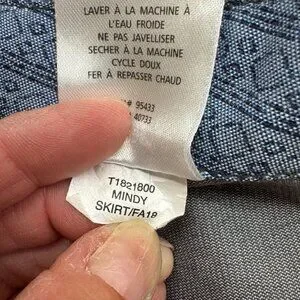 LAVER À LA MACHINE À
L'EAU FROIDE
NE PAS JAVELLISER
SECHER À LA MACHINE
CYCLE DOUX
FER À REPASSER CHAUD
# 95433
40733
T1821800
MINDY
SKIRT/FA18